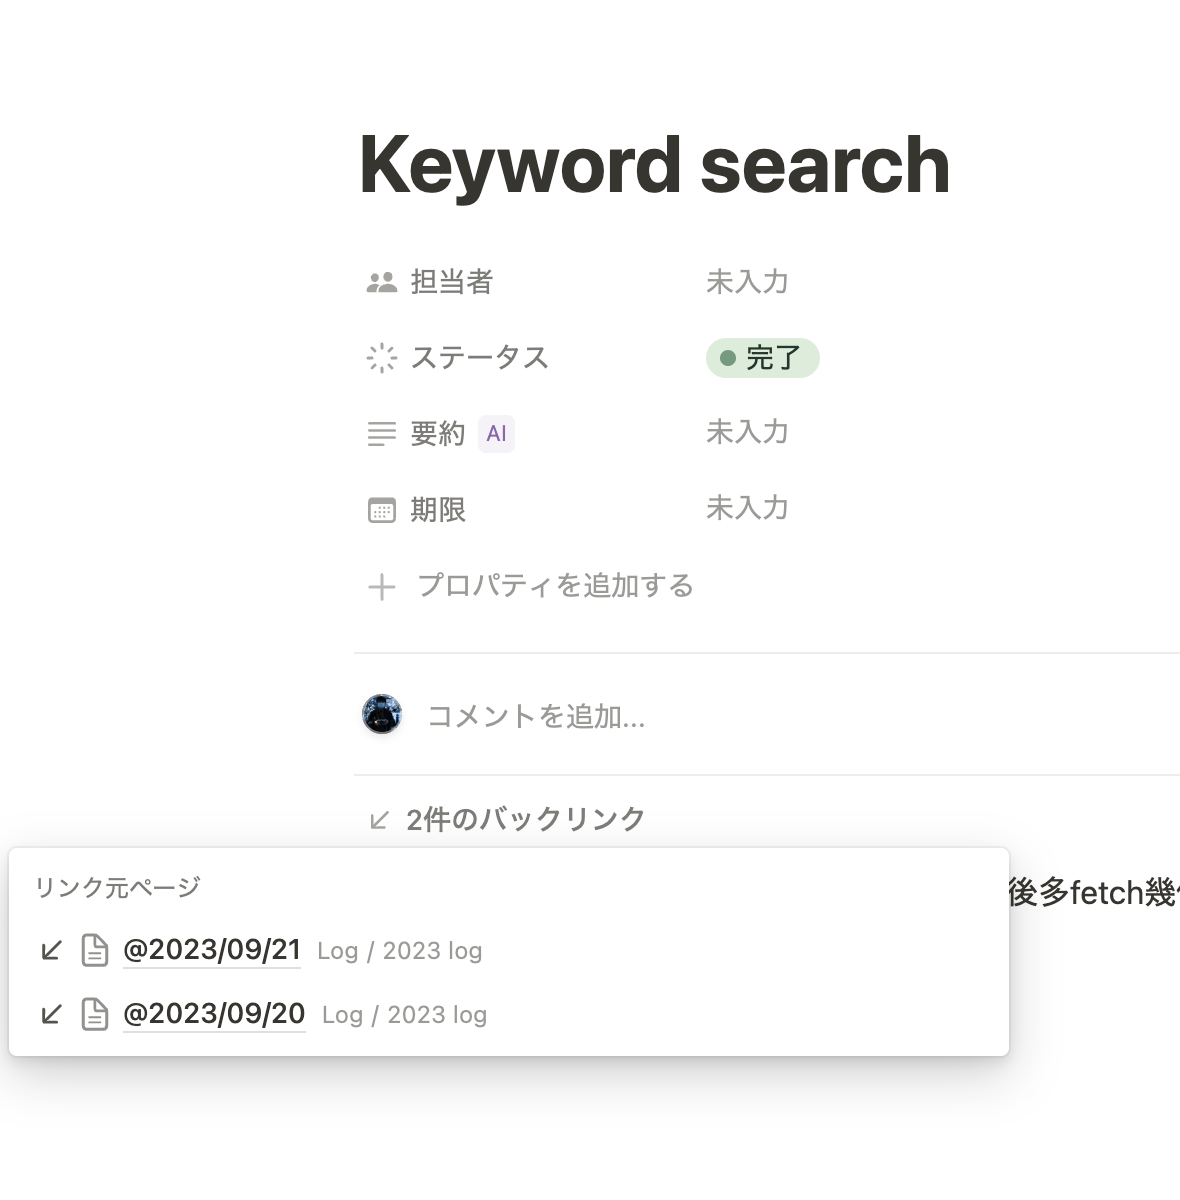 Keyword search
担当者 未入力
ステータス 完了
要約 AI 未入力
期限 未入力
プロパティを追加する
コメントを追加...
2件のバックリンク
リンク元ページ
後多fetch幾
@2023/09/21 Log / 2023 log
@2023/09/20 Log / 2023 log